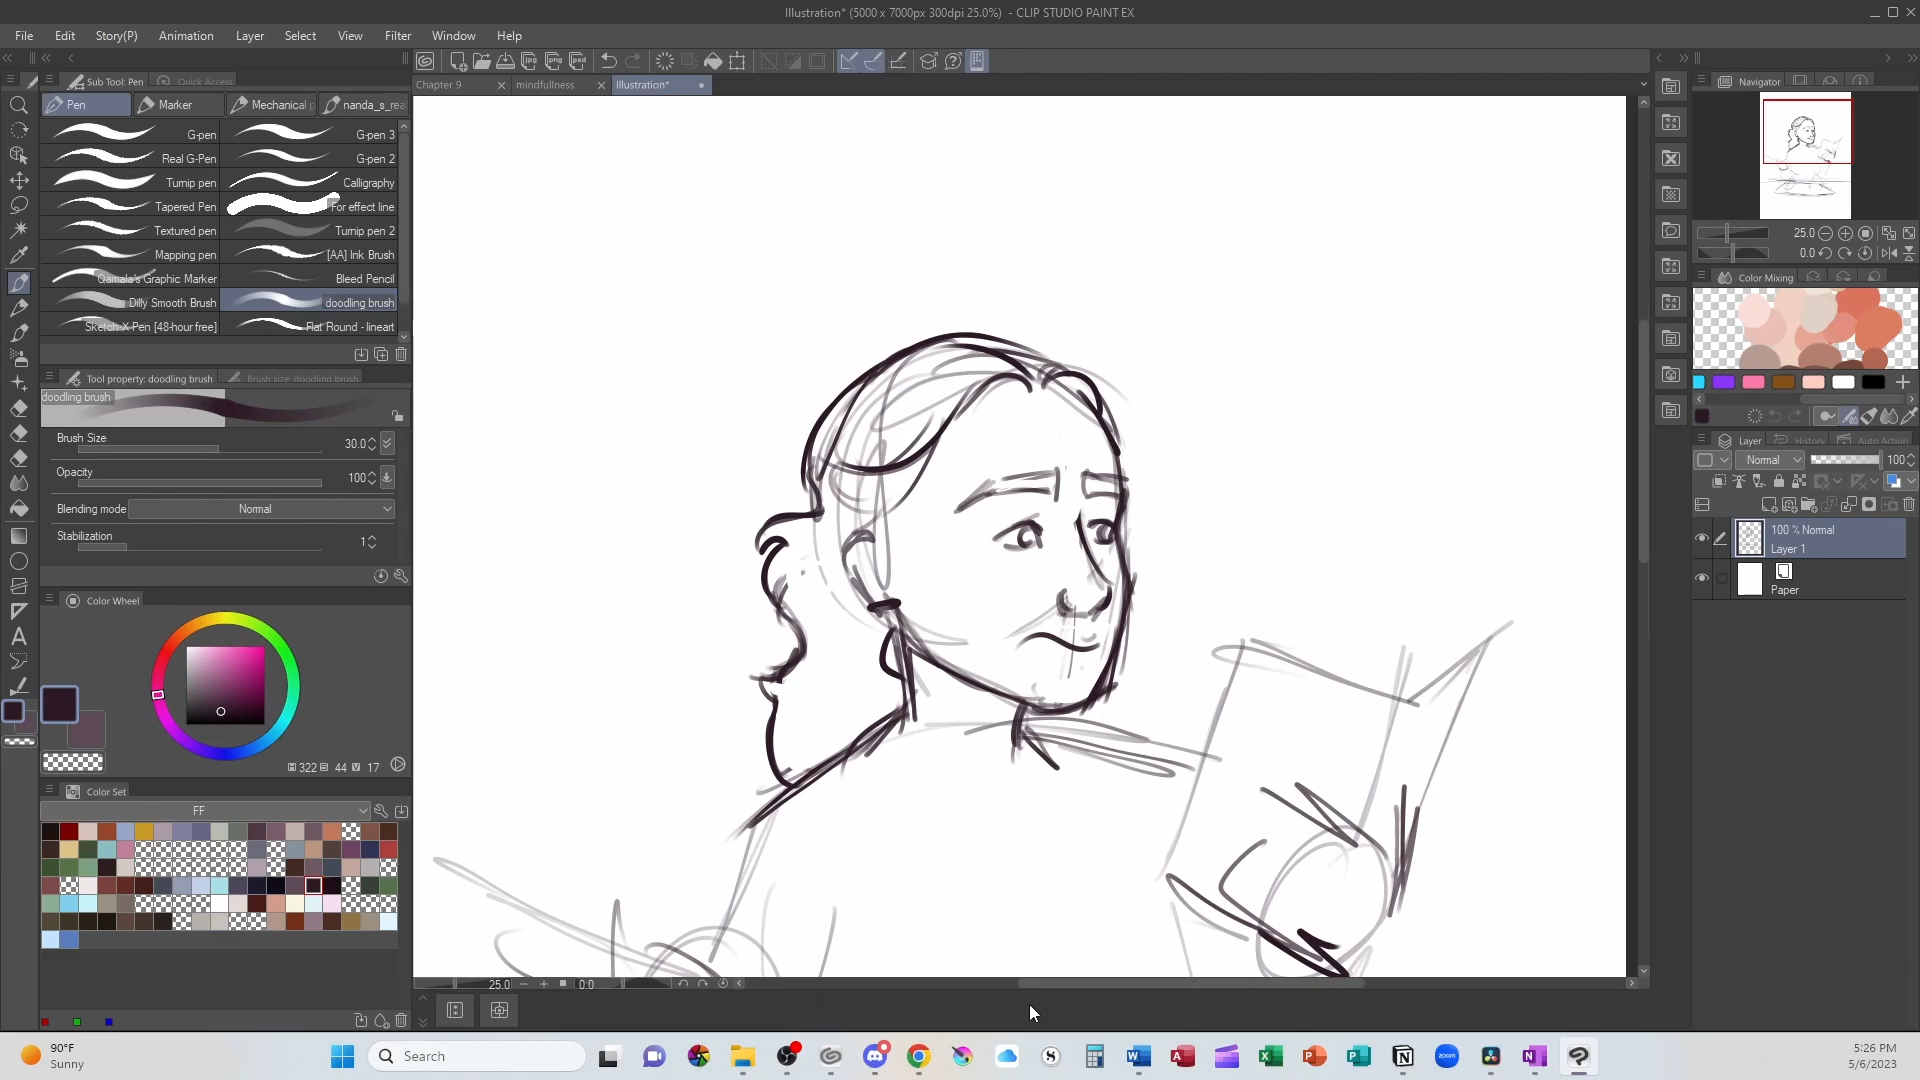 Illustration* (5000 x 7000px 300dpi 25.0%) - CLIP STUDIO PAINT EX
File Edit Story(P) Animation Layer Select View Filter Window Help
Sub Tool: Pen Quick Access
Chapter 9 mindfullness Illustration*
Navigator
Pen Marker Mechanical p nanda_s_rea
G-pen G-pen 3
Real G-Pen G-pen 2
Turnip pen Calligraphy
Tapered Pen For effect line
Textured pen Turnip pen 2
Mapping pen [AA] Ink Brush
Qamala's Graphic Marker Bleed Pencil
Dilly Smooth Brush doodling brush
Sketch-X Pen [48-hour free] Flat Round - lineart
25.0
0.0
Color Mixing
Tool property: doodling brush Brush size: doodling brush
doodling brush
Brush Size 30.0
Opacity 100
Blending mode Normal
Stabilization 1
Layer History Auto Action
Normal 100
100 % Normal
Layer 1
Paper
Color Wheel
322 44 V 17
Color Set
FF
25.0 0.0
90°F
Sunny
Search
zoom
5:26 PM
5/6/2023